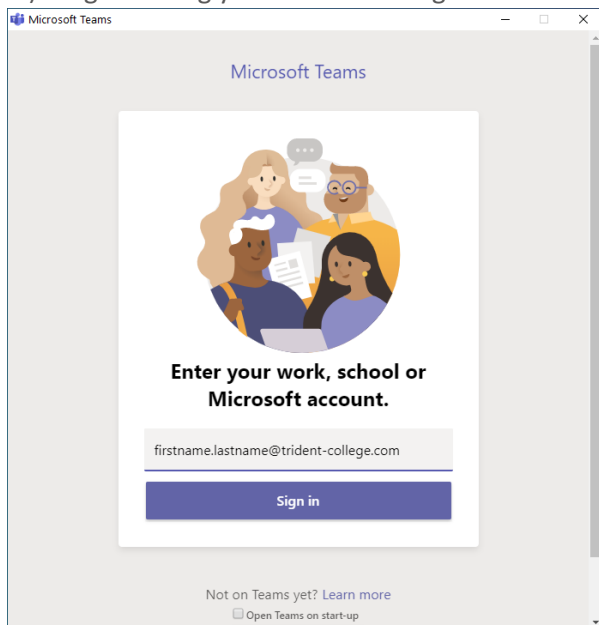 Microsoft Teams
Microsoft Teams
Enter your work, school or
Microsoft account.
firstname.lastname@trident-college.com
Sign in
Not on Teams yet? Learn more
Open Teams on start-up